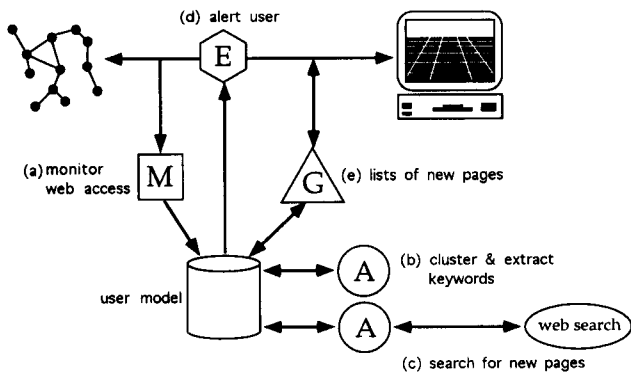 (d) alert user
E
(a) monitor
web access
M
G
(e) lists of new pages
user model
A
(b) cluster & extract
keywords
A
web search
(c) search for new pages